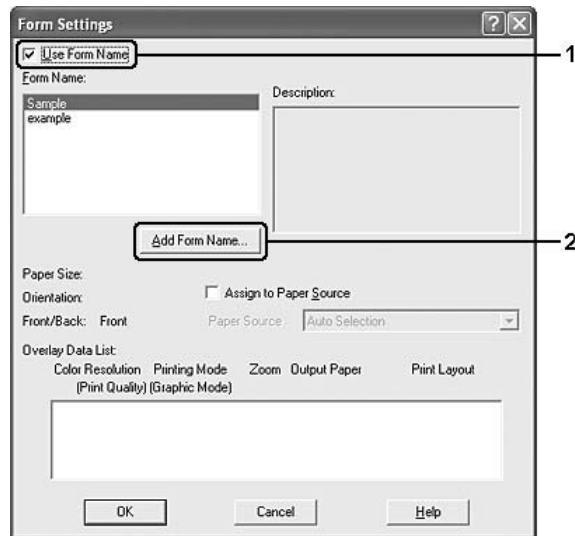 Form Settings
Use Form Name
1
Form Name:
Description:
Sample
example
Add Form Name...
2
Paper Size:
Orientation:
Assign to Paper Source
Front/Back: Front
Paper Source
Auto Selection
Overlay Data List:
Color Resolution Printing Mode Zoom Output Paper Print Layout
(Print Quality) (Graphic Mode)
OK
Cancel
Help